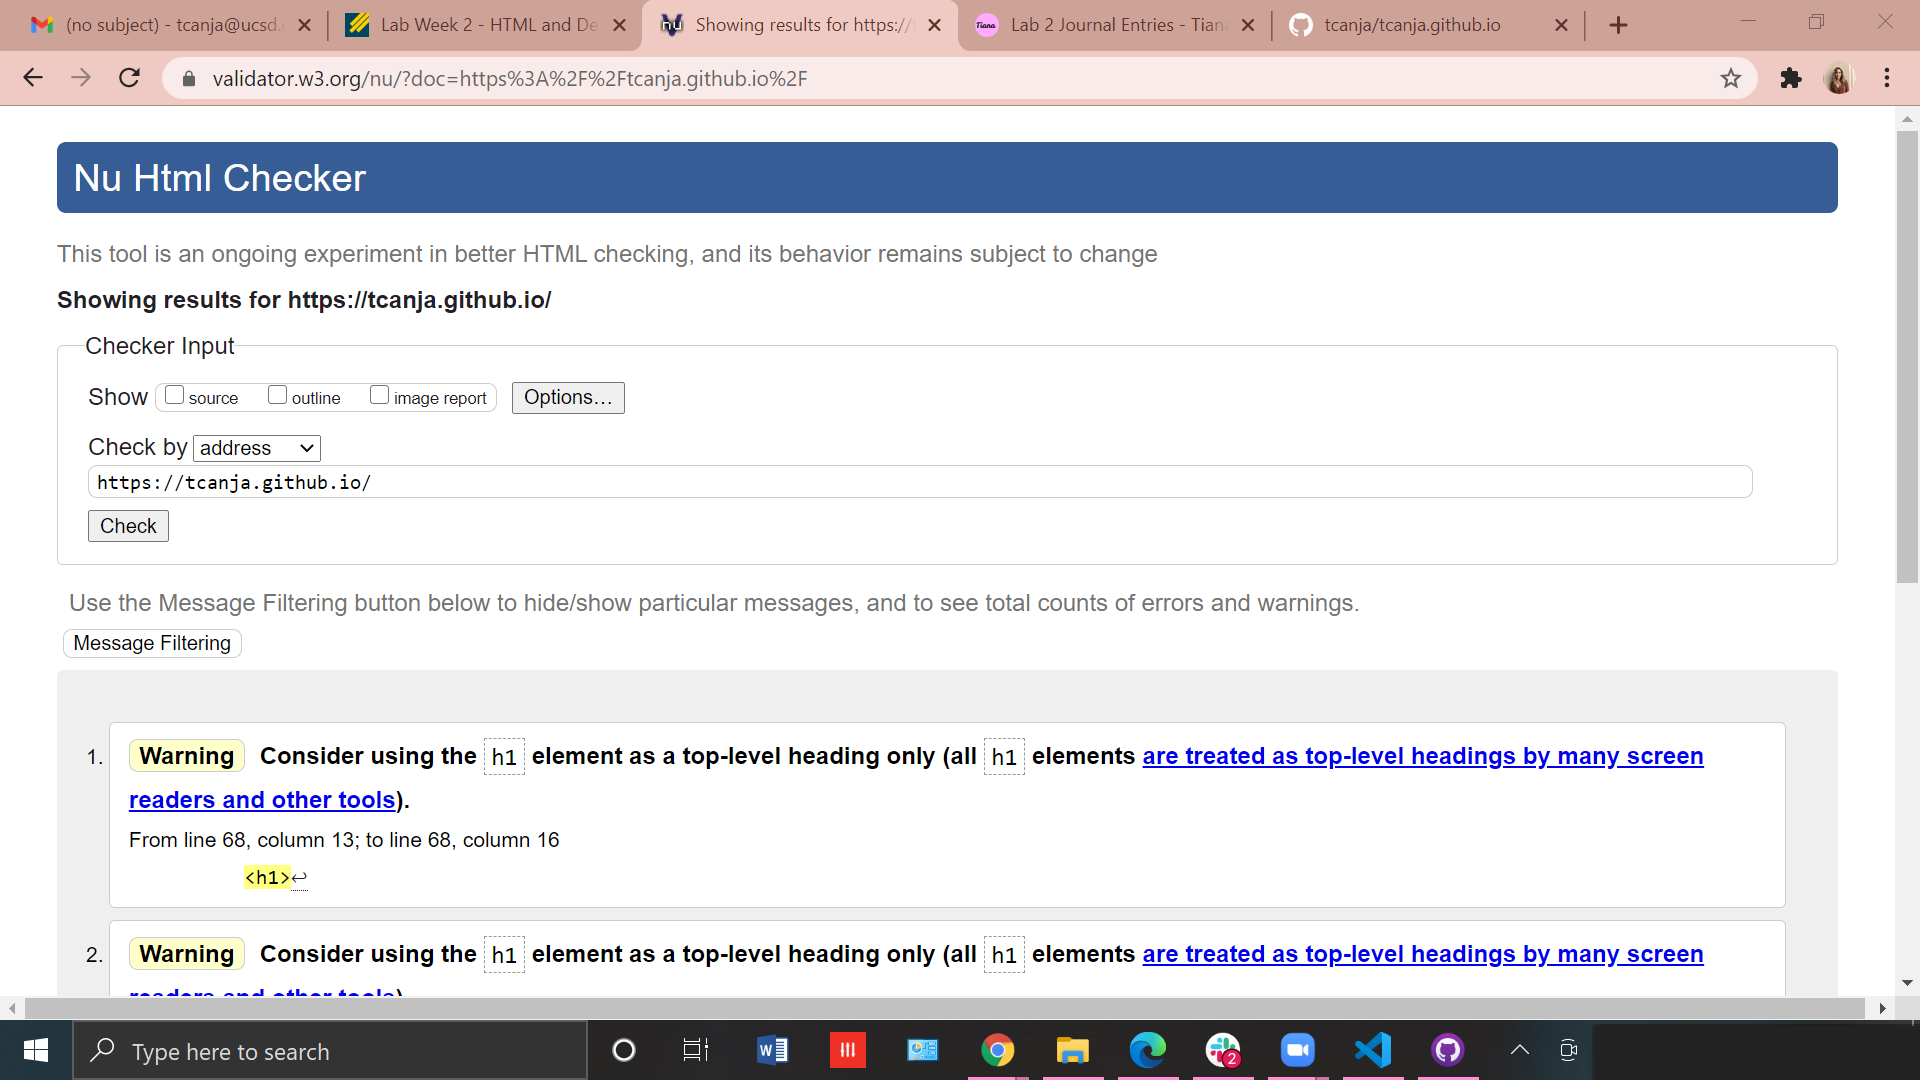 (no subject) - tcanja@ucsd.
Lab Week 2 - HTML and De
Showing results for https://
Lab 2 Journal Entries - Tian
tcanja/tcanja.github.io
validator.w3.org/nu/?doc=https%3A%2F%2Ftcanja.github.io%2F
Nu Html Checker
This tool is an ongoing experiment in better HTML checking, and its behavior remains subject to change
Showing results for https://tcanja.github.io/
Checker Input
Show source outline image report Options...
Check by address
https://tcanja.github.io/
Check
Use the Message Filtering button below to hide/show particular messages, and to see total counts of errors and warnings.
Message Filtering
1. Warning Consider using the h1 element as a top-level heading only (all h1 elements are treated as top-level headings by many screen
readers and other tools).
From line 68, column 13; to line 68, column 16
<h1>↩
2. Warning Consider using the h1 element as a top-level heading only (all h1 elements are treated as top-level headings by many screen
readers and other tools)
Type here to search
2